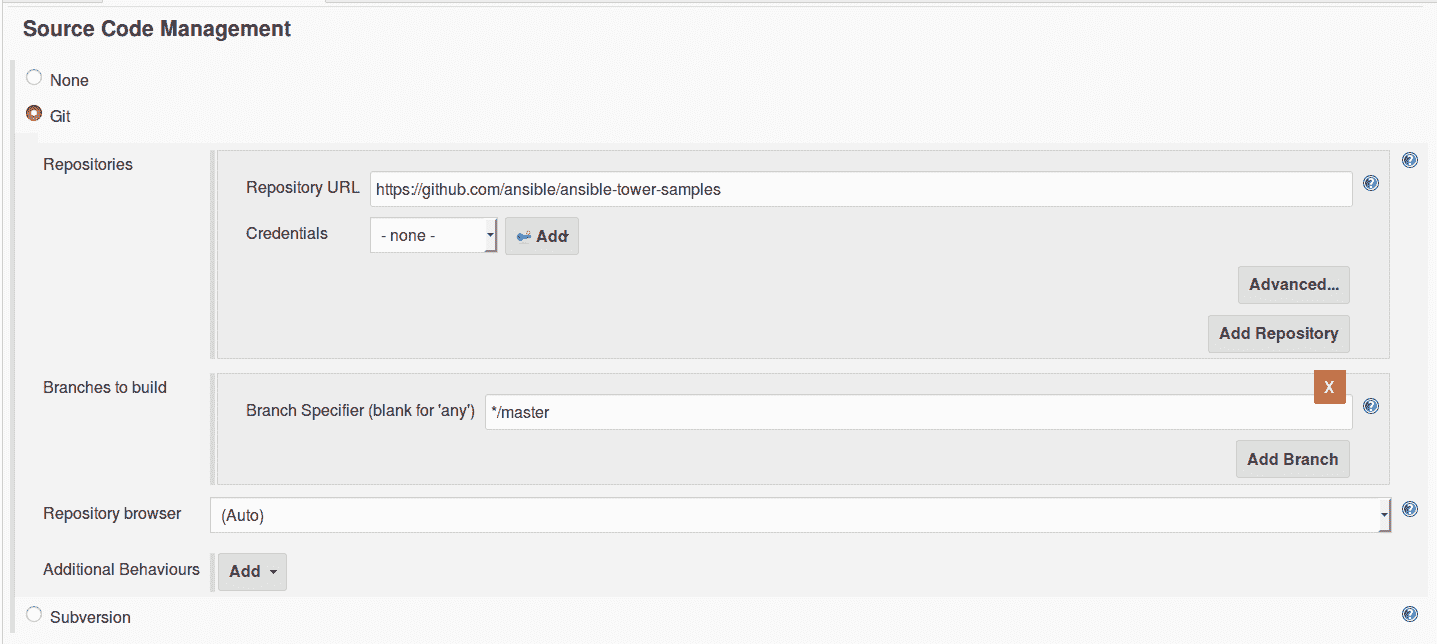 Source Code Management
None
Git
Repositories
Repository URL https://github.com/ansible/ansible-tower-samples
Credentials - none - Add
Advanced...
Add Repository
Branches to build
X
Branch Specifier (blank for 'any') */master
Add Branch
Repository browser (Auto)
Additional Behaviours Add
Subversion